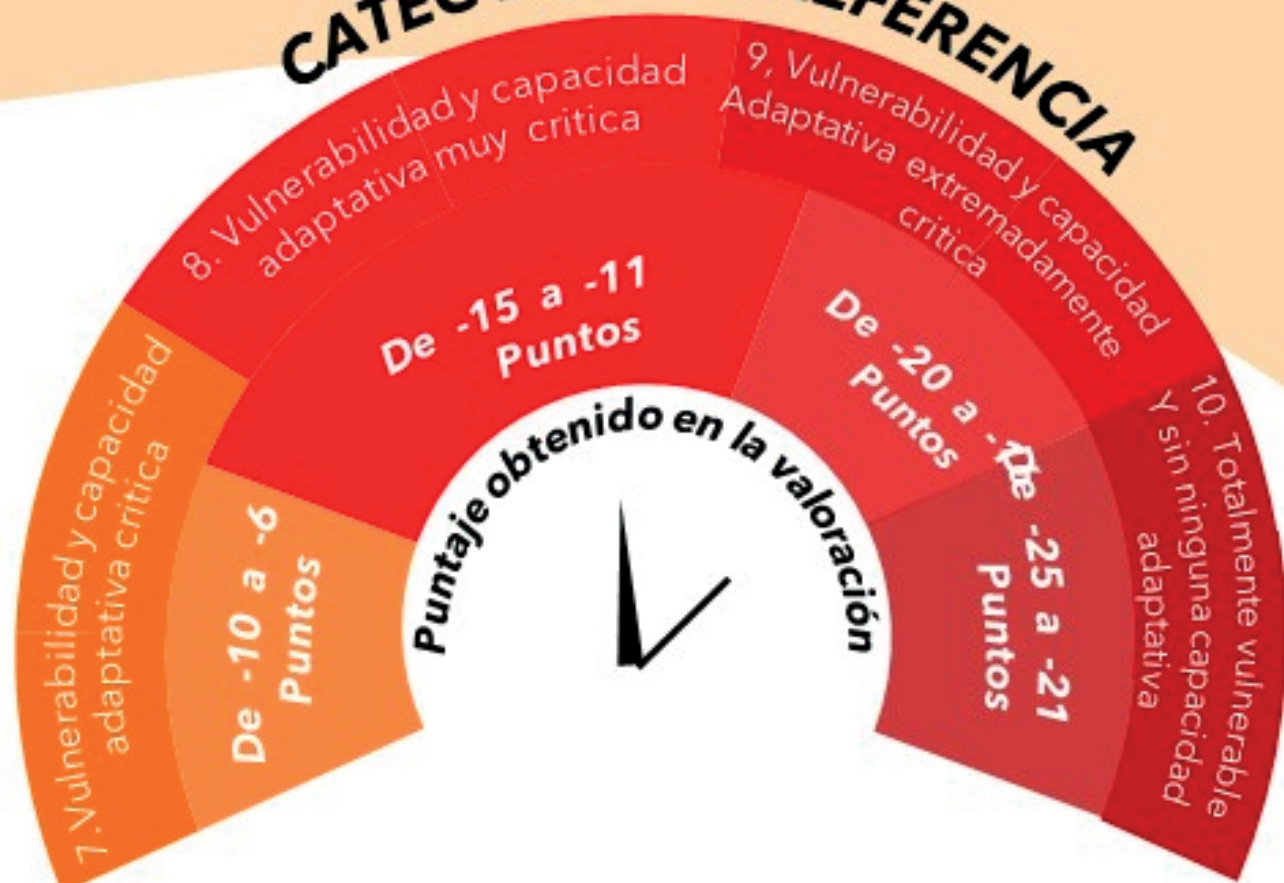 CATEG
FERENCIA
7. Vulnerabilidad y capacidad
adaptativa critica
8. Vulnerabilidad y capacidad
adaptativa muy critica
9, Vulnerabilidad y capacidad
Adaptativa extremadamente
critica
10. Totalmente vulnerable
Y sin ninguna capacidad
adaptativa
De -10 a -6
Puntos
De -15 a -11
Puntos
De -20 a
Puntos
De -25 a -21
Puntos
Puntaje obtenido en la valoración